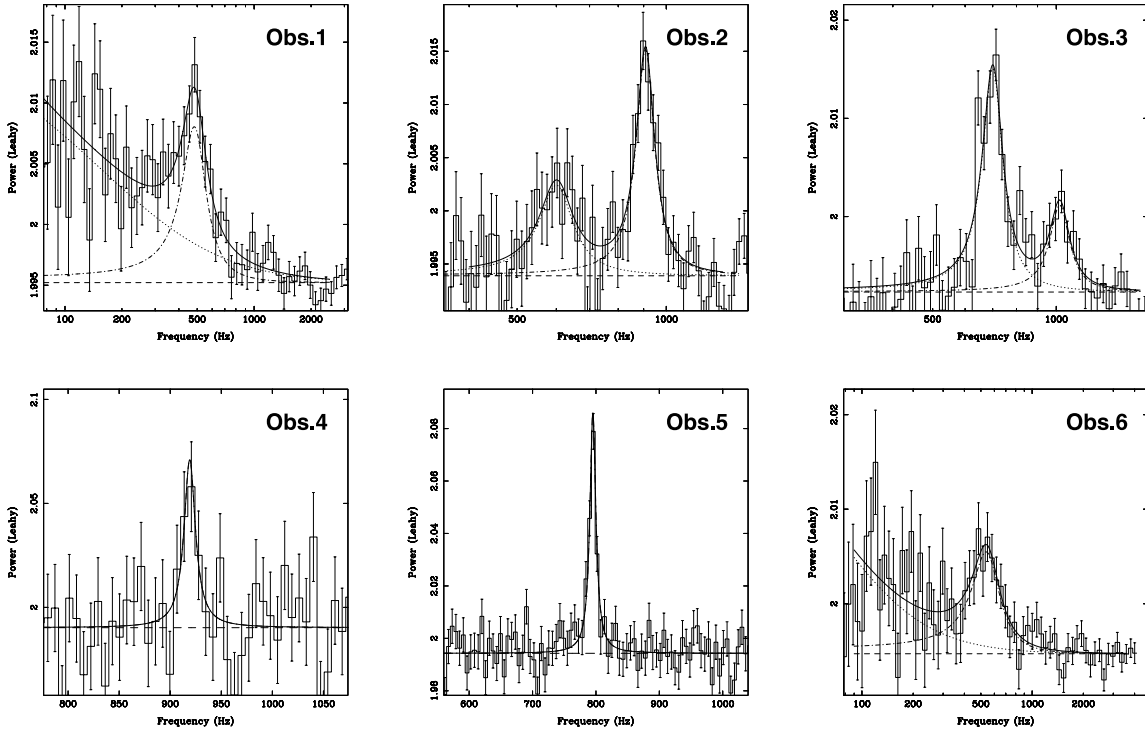 Obs.1
Power (Leahy)
2.015
2.01
2.005
2
1.995
100 200 500 1000 2000
Frequency (Hz)
Obs.2
Power (Leahy)
2.015
2.01
2.005
2
1.995
500 1000
Frequency (Hz)
Obs.3
Power (Leahy)
2.02
2.01
2
500 1000
Frequency (Hz)
Obs.4
Power (Leahy)
2.1
2.05
2
800 850 900 950 1000 1050
Frequency (Hz)
Obs.5
Power (Leahy)
2.08
2.06
2.04
2.02
2
1.98
600 700 800 900 1000
Frequency (Hz)
Obs.6
Power (Leahy)
2.02
2.01
2
100 200 500 1000 2000
Frequency (Hz)